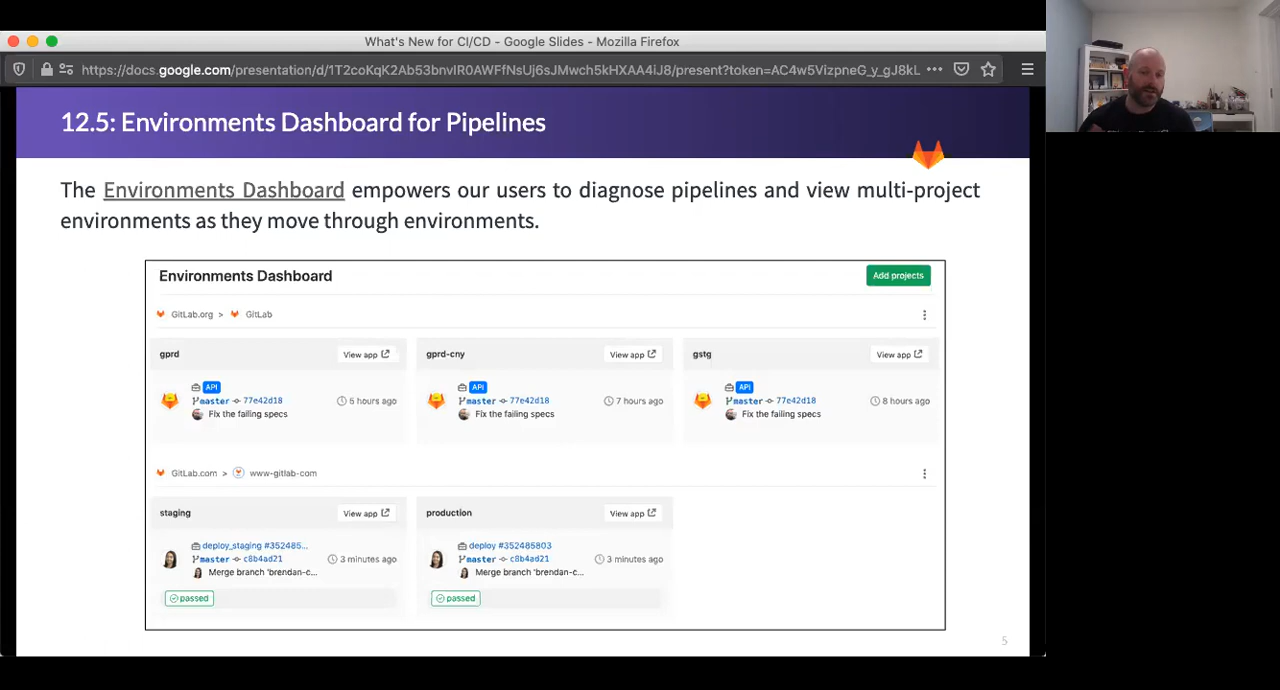 What's New for CI/CD - Google Slides - Mozilla Firefox
https://docs.google.com/presentation/d/1T2coKqK2Ab53bnvIR0AWFfNsUj6sJMwch5kHXAA4iJ8/present?token=AC4w5VizpneG_y_gJ8kL
12.5: Environments Dashboard for Pipelines
The Environments Dashboard empowers our users to diagnose pipelines and view multi-project
environments as they move through environments.
Environments Dashboard
Add projects
GitLab.org > GitLab
gprd View app
API
master 77e42d18 5 hours ago
Fix the failing specs
gprd-cny View app
API
master 77e42d18 7 hours ago
Fix the failing specs
gstg View app
API
master 77e42d18 8 hours ago
Fix the failing specs
GitLab.com > www-gitlab-com
staging View app
deploy_staging #352485...
master c8b4ad21 3 minutes ago
Merge branch 'brendan-c...
passed
production View app
deploy #352485803
master c8b4ad21 3 minutes ago
Merge branch 'brendan-c...
passed
5